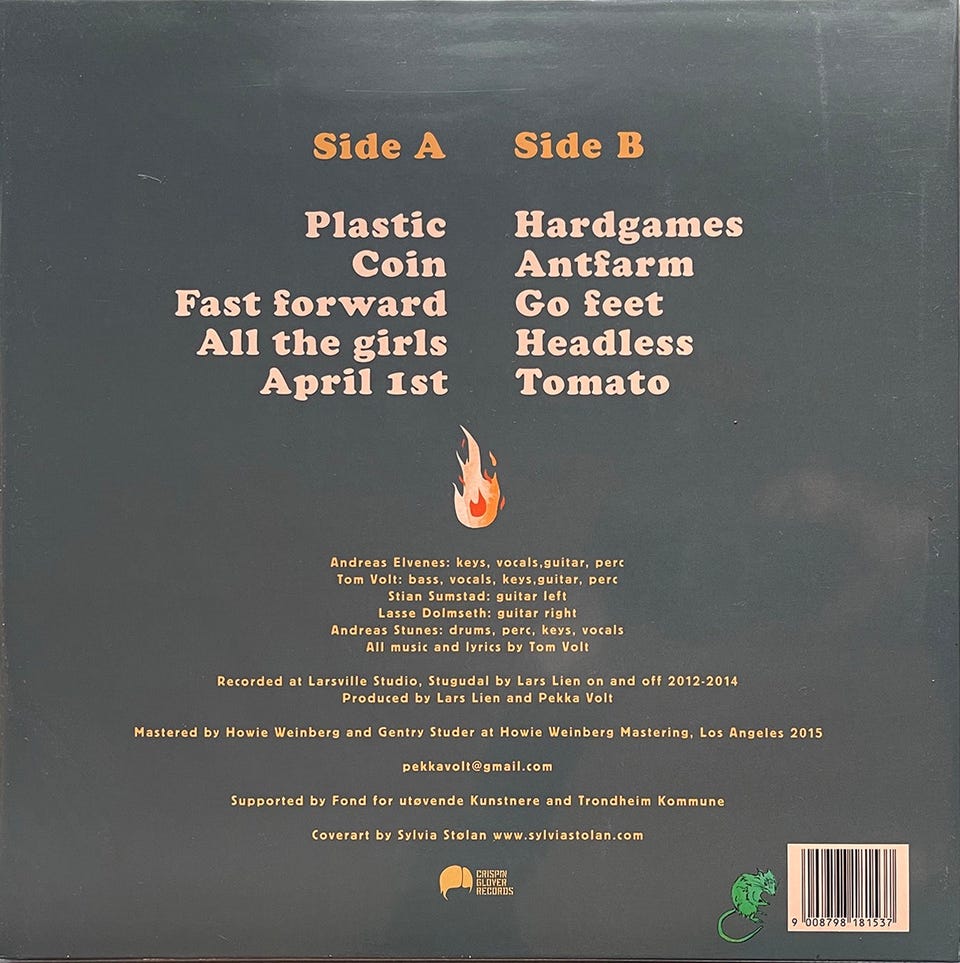 Side A
Plastic
Coin
Fast forward
All the girls
April 1st
Side B
Hardgames
Antfarm
Go feet
Headless
Tomato
Andreas Elvenes: keys, vocals,guitar, perc
Tom Volt: bass, vocals, keys,guitar, perc
Stian Sumstad: guitar left
Lasse Dolmseth: guitar right
Andreas Stunes: drums, perc, keys, vocals
All music and lyrics by Tom Volt
Recorded at Larsville Studio, Stugudal by Lars Lien on and off 2012-2014
Produced by Lars Lien and Pekka Volt
Mastered by Howie Weinberg and Gentry Studer at Howie Weinberg Mastering, Los Angeles 2015
pekkavolt@gmail.com
Supported by Fond for utøvende Kunstnere and Trondheim Kommune
Coverart by Sylvia Stølan www.sylviastolan.com
CRISPIN
GLOVER
RECORDS
9 008798 181537